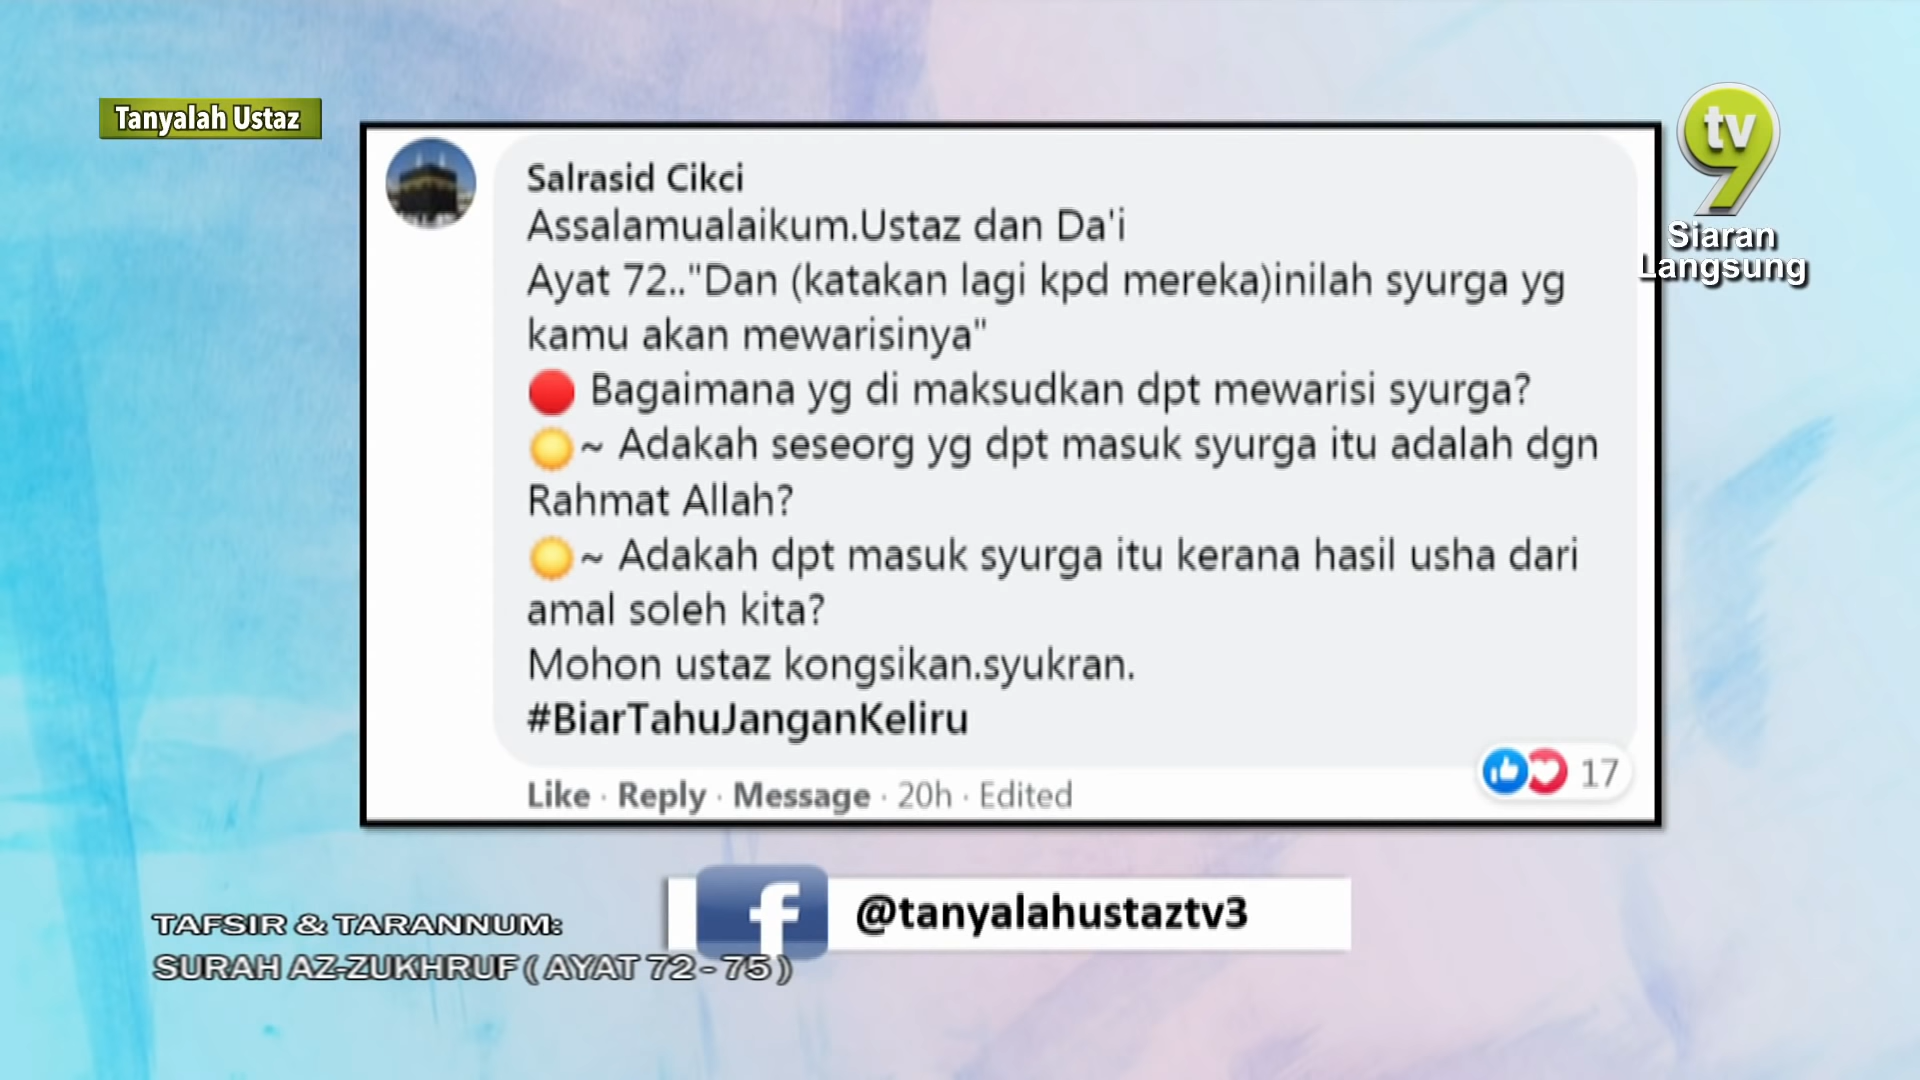 Tanyalah Ustaz
tv9
Siaran
Langsung
Salrasid Cikci
Assalamualaikum.Ustaz dan Da'i
Ayat 72.."Dan (katakan lagi kpd mereka)inilah syurga yg
kamu akan mewarisinya"
🔴 Bagaimana yg di maksudkan dpt mewarisi syurga?
~ Adakah seseorg yg dpt masuk syurga itu adalah dgn
Rahmat Allah?
~ Adakah dpt masuk syurga itu kerana hasil usha dari
amal soleh kita?
Mohon ustaz kongsikan.syukran.
#BiarTahuJanganKeliru
17
Like · Reply · Message · 20h · Edited
f @tanyalahustaztv3
TAFSIR & TARANNUM:
SURAH AZ-ZUKHRUF ( AYAT 72 - 75 )